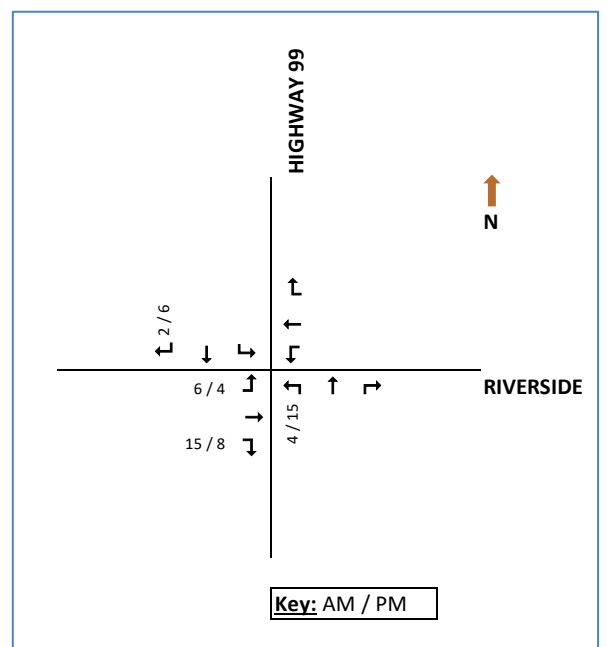 HIGHWAY 99
N
2 / 6
6 / 4
RIVERSIDE
4 / 15
15 / 8
Key: AM / PM